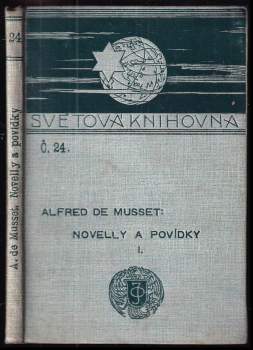 24
A. de Musset, Novelly a povídky
SVĚTOVÁ KNIHOVNA
Č. 24.
ALFRED DE MUSSET:
NOVELLY A POVÍDKY
I.